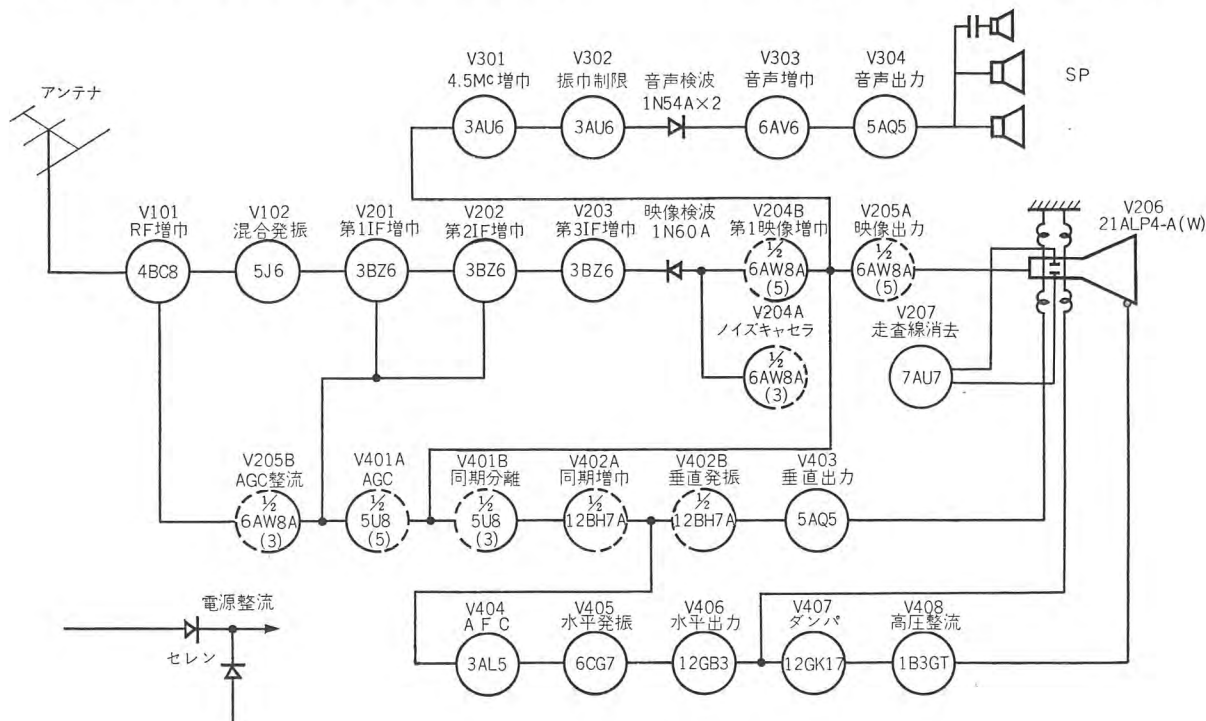 アンテナ
V301
4.5Mc増巾
3AU6
V302
振巾制限
3AU6
音声検波
1N54A×2
V303
音声増巾
6AV6
V304
音声出力
5AQ5
SP
V101
RF増巾
4BC8
V102
混合発振
5J6
V201
第1IF増巾
3BZ6
V202
第2IF増巾
3BZ6
V203
第3IF増巾
3BZ6
映像検波
1N60A
V204B
第1映像増巾
½
6AW8A
(5)
V205A
映像出力
½
6AW8A
(5)
V206
21ALP4-A(W)
V204A
ノイズキャセラ
½
6AW8A
(3)
V207
走査線消去
7AU7
V205B
AGC整流
½
6AW8A
(3)
V401A
AGC
½
5U8
(5)
V401B
同期分離
½
5U8
(3)
V402A
同期増巾
½
12BH7A
V402B
垂直発振
½
12BH7A
V403
垂直出力
5AQ5
電源整流
セレン
V404
AFC
3AL5
V405
水平発振
6CG7
V406
水平出力
12GB3
V407
ダンパ
12GK17
V408
高圧整流
1B3GT